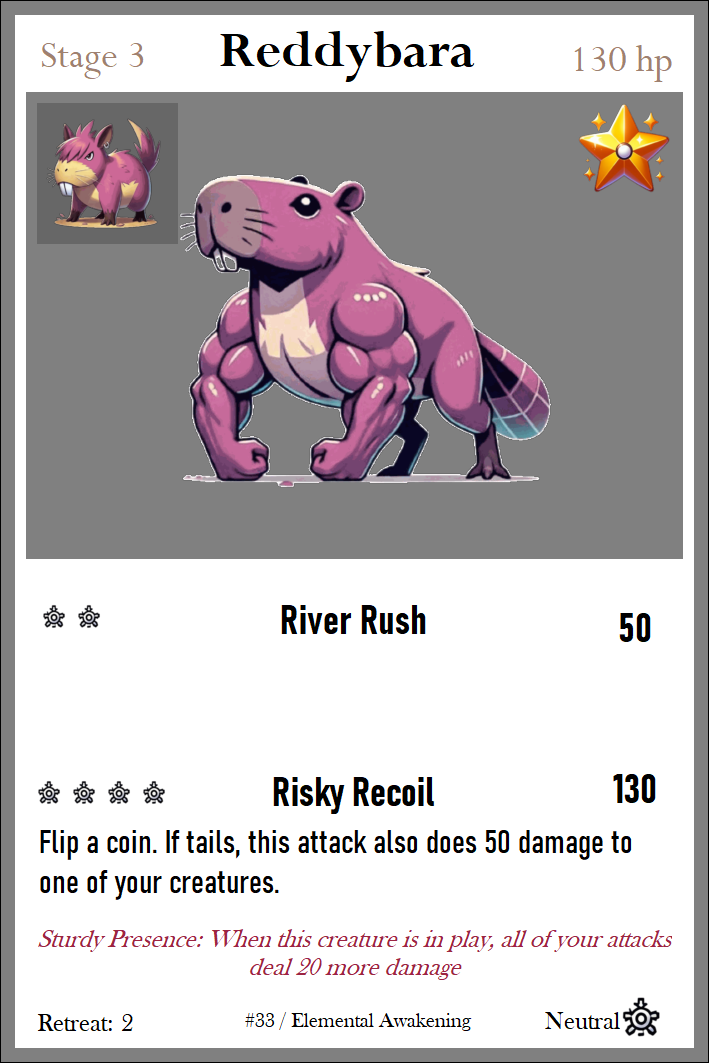 Stage 3
Reddybara
130 hp
River Rush
50
Risky Recoil
130
Flip a coin. If tails, this attack also does 50 damage to
one of your creatures.
Sturdy Presence: When this creature is in play, all of your attacks
deal 20 more damage
Retreat: 2
#33 / Elemental Awakening
Neutral